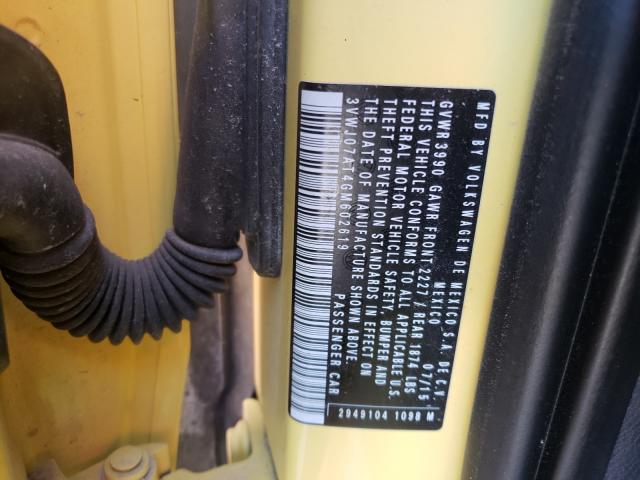 MFD BY VOLKSWAGEN DE MEXICO S.A. DE C.V.
MEXICO 07/15
GVWR 3990 GAWR FRONT 2227 / REAR 1874 LBS
THIS VEHICLE CONFORMS TO ALL APPLICABLE U.S.
FEDERAL MOTOR VEHICLE SAFETY, BUMPER AND
THEFT PREVENTION STANDARDS IN EFFECT ON
THE DATE OF MANUFACTURE SHOWN ABOVE.
3VWJ07AT4GM602619 PASSENGER CAR
2949104 1098 M